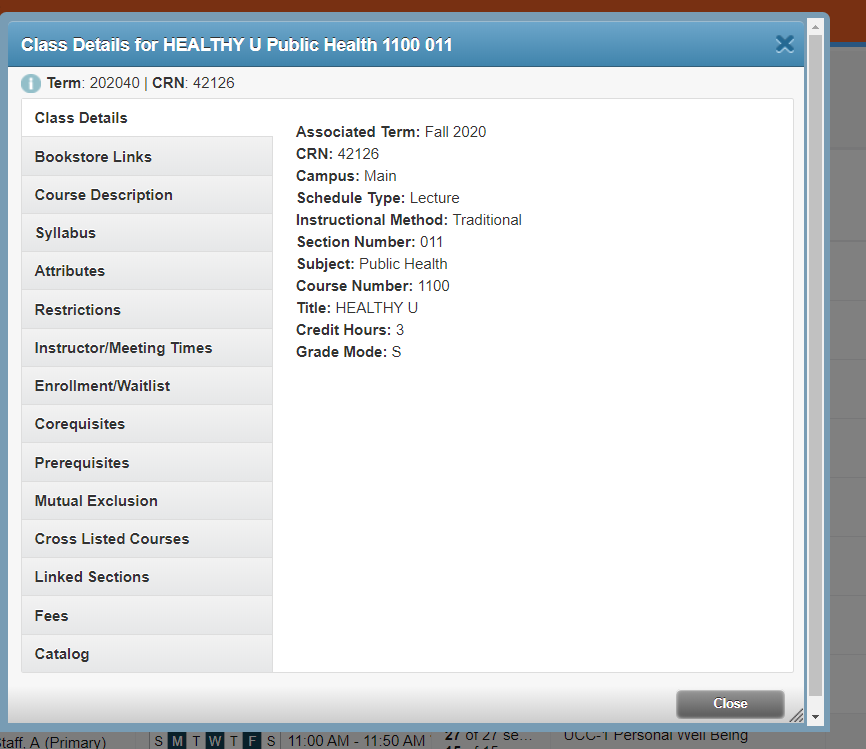 Class Details for HEALTHY U Public Health 1100 011
Term: 202040 | CRN: 42126
Class Details
Bookstore Links
Course Description
Syllabus
Attributes
Restrictions
Instructor/Meeting Times
Enrollment/Waitlist
Corequisites
Prerequisites
Mutual Exclusion
Cross Listed Courses
Linked Sections
Fees
Catalog
Associated Term: Fall 2020
CRN: 42126
Campus: Main
Schedule Type: Lecture
Instructional Method: Traditional
Section Number: 011
Subject: Public Health
Course Number: 1100
Title: HEALTHY U
Credit Hours: 3
Grade Mode: S
Close
Staff, A (Primary) S M T W T F S 11:00 AM - 11:50 AM 27 of 27 se... UCC-1 Personal Well Being
15 of 15